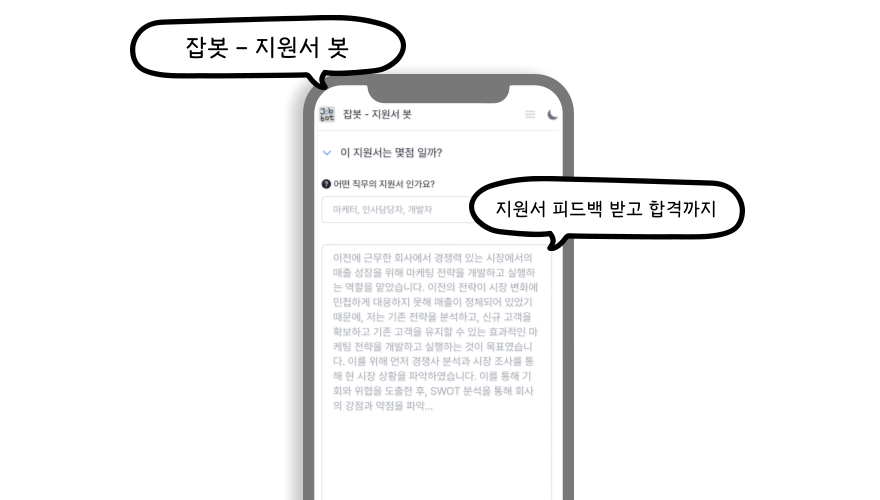 잡봇 – 지원서 봇
Job
bot
잡봇 - 지원서 봇
이 지원서는 몇점 일까?
? 어떤 직무의 지원서 인가요?
마케터, 인사담당자, 개발자
지원서 피드백 받고 합격까지
이전에 근무한 회사에서 경쟁력 있는 시장에서의
매출 성장을 위해 마케팅 전략을 개발하고 실행하
는 역할을 맡았습니다. 이전의 전략이 시장 변화에
민첩하게 대응하지 못해 매출이 정체되어 있었기
때문에, 저는 기존 전략을 분석하고, 신규 고객을
확보하고 기존 고객을 유지할 수 있는 효과적인 마
케팅 전략을 개발하고 실행하는 것이 목표였습니
다. 이를 위해 먼저 경쟁사 분석과 시장 조사를 통
해 현 시장 상황을 파악하였습니다. 이를 통해 기
회와 위협을 도출한 후, SWOT 분석을 통해 회사
의 강점과 약점을 파악...